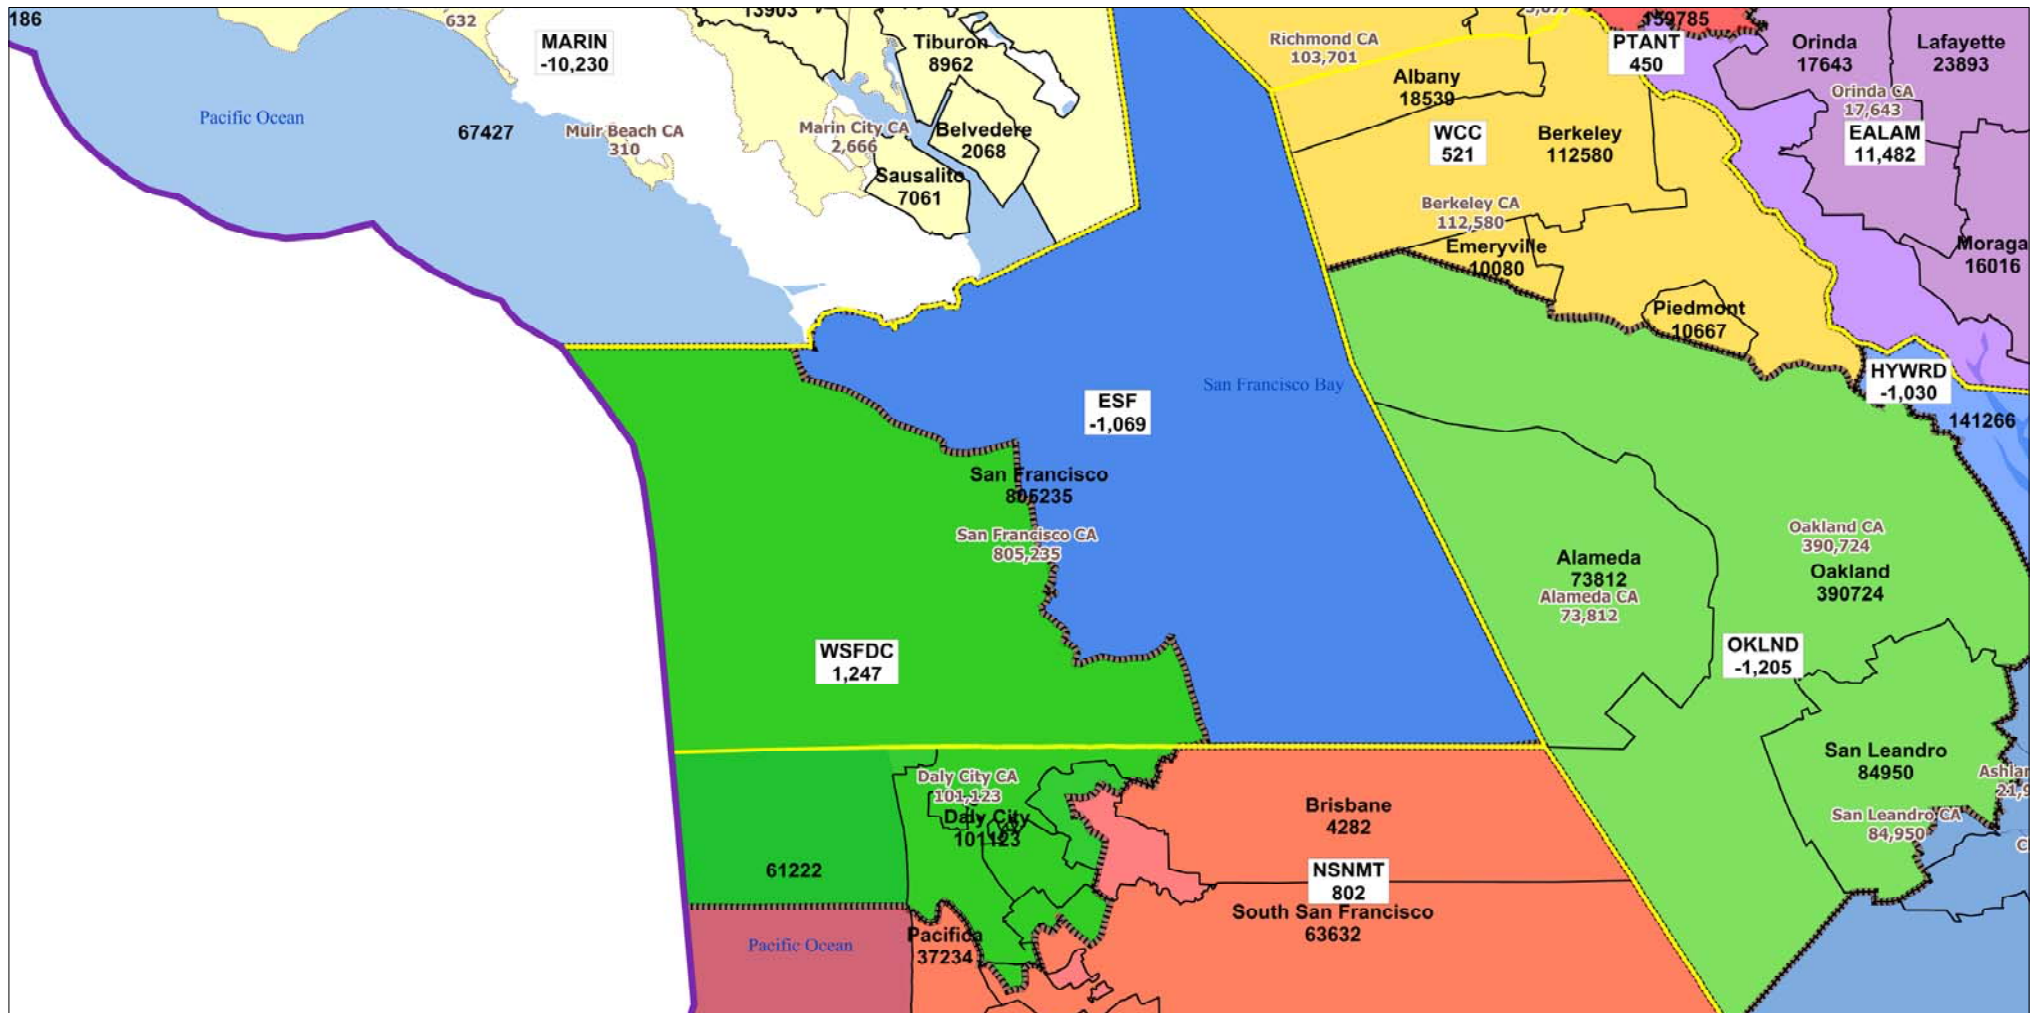 186
632
MARIN
-10,230
13903
Tiburon
8962
Pacific Ocean
67427
Muir Beach CA
310
Marin City CA
2,666
Belvedere
2068
Sausalito
7061
Richmond CA
103,701
Albany
18539
159785
PTANT
450
Orinda
17643
Lafayette
23893
Orinda CA
17,643
WCC
521
Berkeley
112580
EALAM
11,482
Berkeley CA
112,580
Emeryville
10080
Moraga
16016
Piedmont
10667
HYWRD
-1,030
141266
San Francisco Bay
ESF
-1,069
San Francisco
805235
San Francisco CA
805,235
Oakland CA
390,724
Oakland
390724
Alameda
73812
Alameda CA
73,812
WSFDC
1,247
OKLND
-1,205
San Leandro
84950
San Leandro CA
84,950
Daly City CA
101,123
Daly City
101123
61222
Brisbane
4282
NSNMT
802
South San Francisco
63632
Pacific Ocean
Pacifica
37234